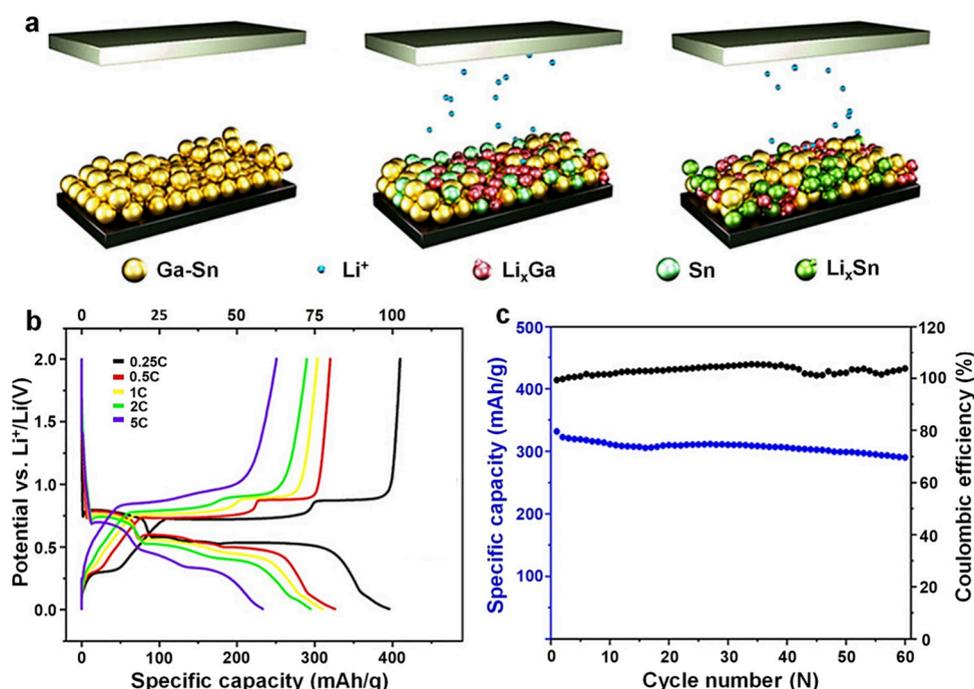 a
Ga-Sn
Li⁺
LiₓGa
Sn
LiₓSn
b
0 25 50 75 100
2.0
1.5
1.0
0.5
0.0
Potential vs. Li⁺/Li(V)
0.25C
0.5C
1C
2C
5C
0 100 200 300 400
Specific capacity (mAh/g)
c
500
400
300
200
100
Specific capacity (mAh/g)
120
100
80
60
40
20
0
Coulombic efficiency (%)
0 10 20 30 40 50 60
Cycle number (N)